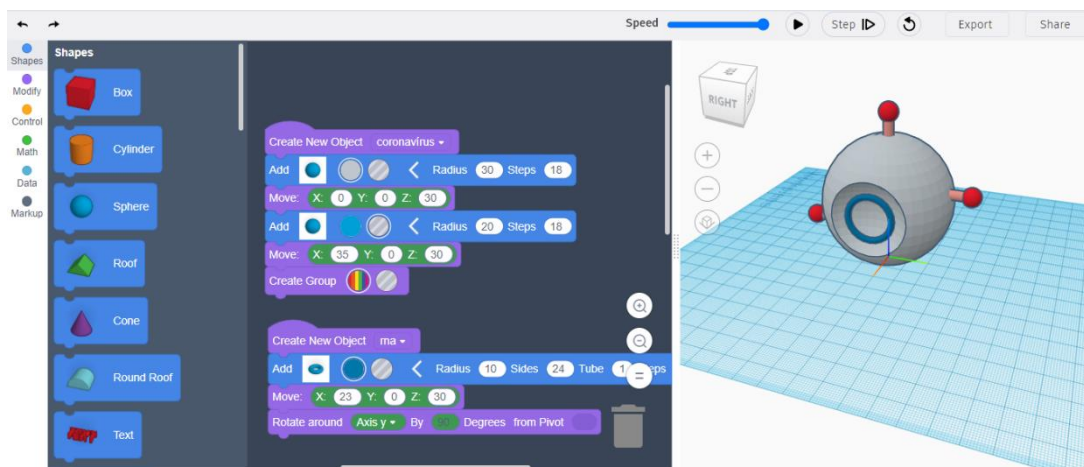 Speed Step Export Share
Shapes
Modify
Control
Math
Data
Markup
Shapes
Box
Cylinder
Sphere
Roof
Cone
Round Roof
Text
Create New Object coronavírus
Add Radius 30 Steps 18
Move: X: 0 Y: 0 Z: 30
Add Radius 20 Steps 18
Move: X: 35 Y: 0 Z: 30
Create Group
Create New Object ma
Add Radius 10 Sides 24 Tube 1
Move: X: 23 Y: 0 Z: 30
Rotate around Axis y By 90 Degrees from Pivot
RIGHT